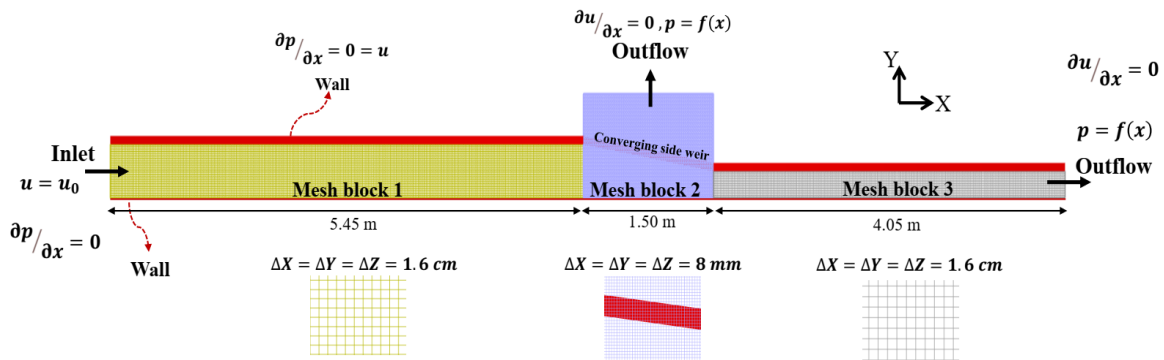 ∂p/∂x = 0 = u
Wall
∂u/∂x = 0 , p = f(x)
Outflow
Y
X
∂u/∂x = 0
p = f(x)
Outflow
Inlet
u = u₀
Converging side weir
Mesh block 1
Mesh block 2
Mesh block 3
5.45 m
1.50 m
4.05 m
∂p/∂x = 0
Wall
ΔX = ΔY = ΔZ = 1.6 cm
ΔX = ΔY = ΔZ = 8 mm
ΔX = ΔY = ΔZ = 1.6 cm